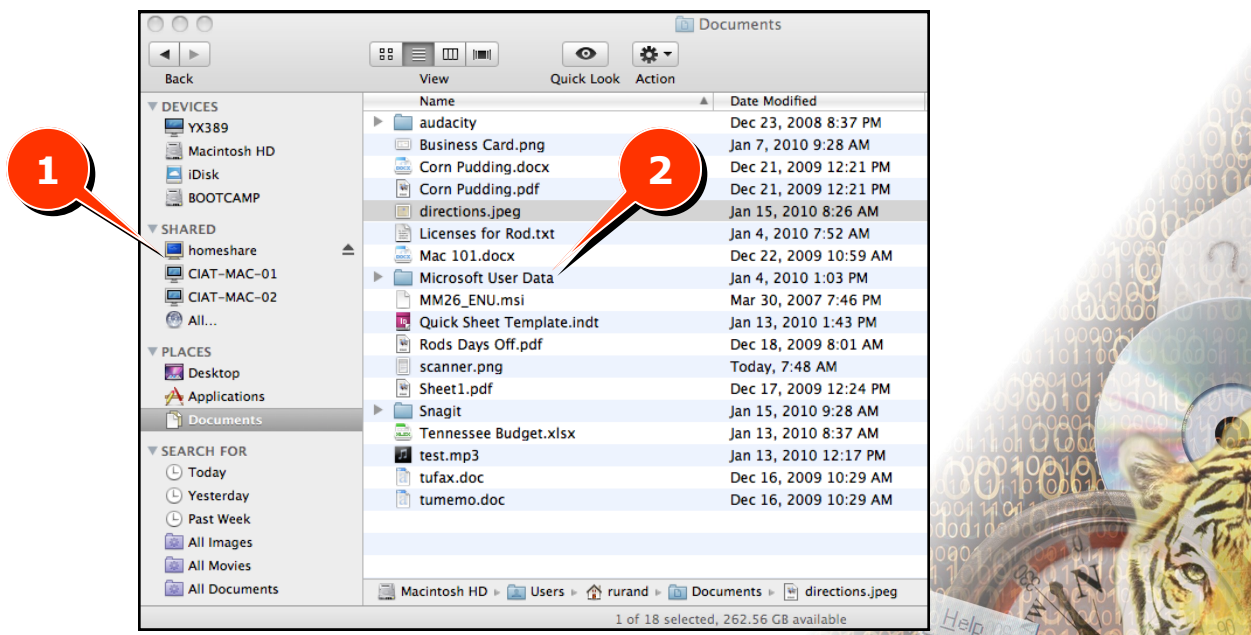 Documents
Back
View
Quick Look
Action
DEVICES
YX389
Macintosh HD
iDisk
BOOTCAMP
SHARED
homeshare
CIAT-MAC-01
CIAT-MAC-02
All...
PLACES
Desktop
Applications
Documents
SEARCH FOR
Today
Yesterday
Past Week
All Images
All Movies
All Documents
1
2
Name Date Modified
audacity Dec 23, 2008 8:37 PM
Business Card.png Jan 7, 2010 9:28 AM
Corn Pudding.docx Dec 21, 2009 12:21 PM
Corn Pudding.pdf Dec 21, 2009 12:21 PM
directions.jpeg Jan 15, 2010 8:26 AM
Licenses for Rod.txt Jan 4, 2010 7:52 AM
Mac 101.docx Dec 22, 2009 10:59 AM
Microsoft User Data Jan 4, 2010 1:03 PM
MM26_ENU.msi Mar 30, 2007 7:46 PM
Quick Sheet Template.indt Jan 13, 2010 1:43 PM
Rods Days Off.pdf Dec 18, 2009 8:01 AM
scanner.png Today, 7:48 AM
Sheet1.pdf Dec 17, 2009 12:24 PM
Snagit Jan 15, 2010 9:28 AM
Tennessee Budget.xlsx Jan 13, 2010 8:37 AM
test.mp3 Jan 13, 2010 12:17 PM
tufax.doc Dec 16, 2009 10:29 AM
tumemo.doc Dec 16, 2009 10:29 AM
Macintosh HD Users rurand Documents directions.jpeg
1 of 18 selected, 262.56 GB available
N
W
Help